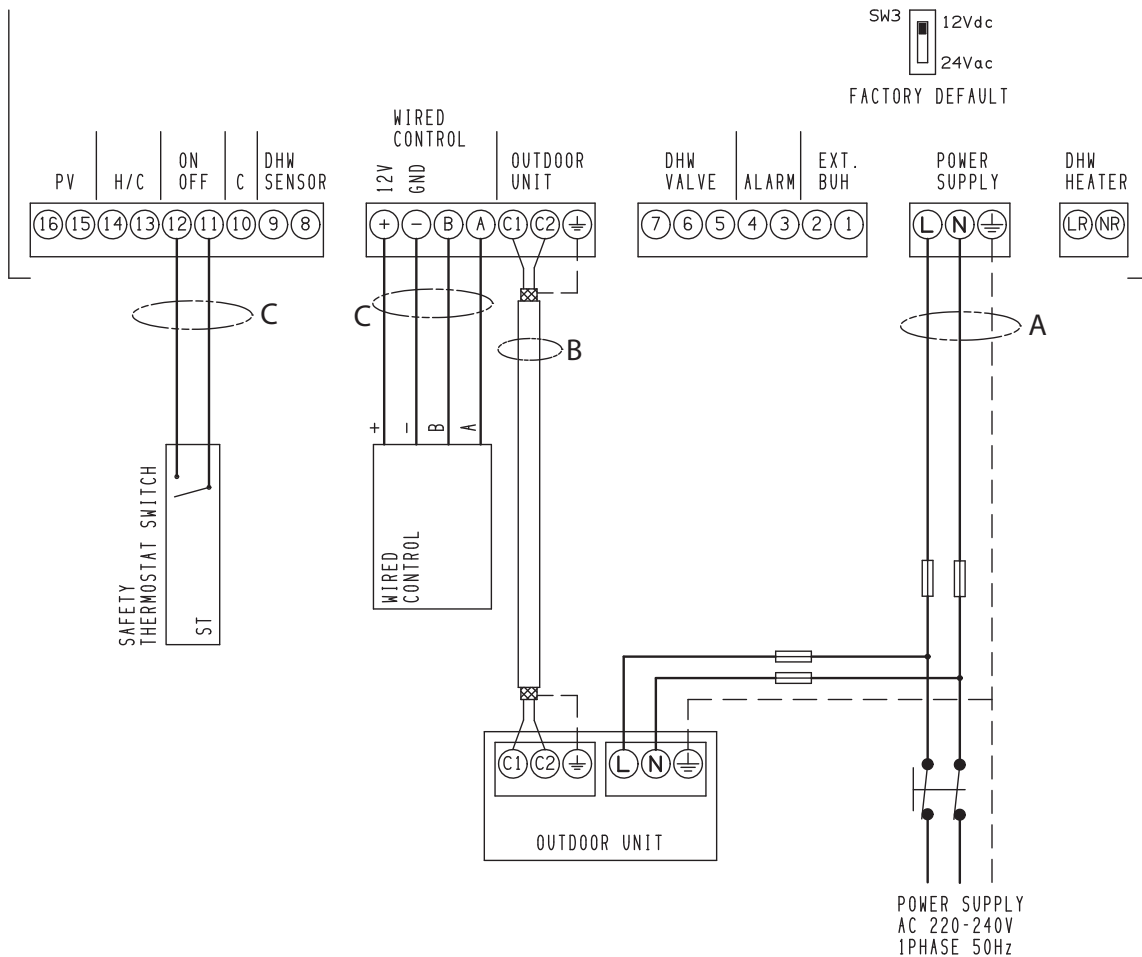 SW3
12Vdc
24Vac
FACTORY DEFAULT
PV
H/C
ON
OFF
C
DHW
SENSOR
WIRED
CONTROL
12V
GND
OUTDOOR
UNIT
DHW
VALVE
ALARM
EXT.
BUH
POWER
SUPPLY
DHW
HEATER
16 15 14 13 12 11 10 9 8
+ - B A C1 C2
7 6 5 4 3 2 1
L N
LR NR
C
C
B
A
+ - B A
SAFETY
THERMOSTAT SWITCH
ST
WIRED
CONTROL
C1 C2
L N
OUTDOOR UNIT
POWER SUPPLY
AC 220-240V
1PHASE 50Hz